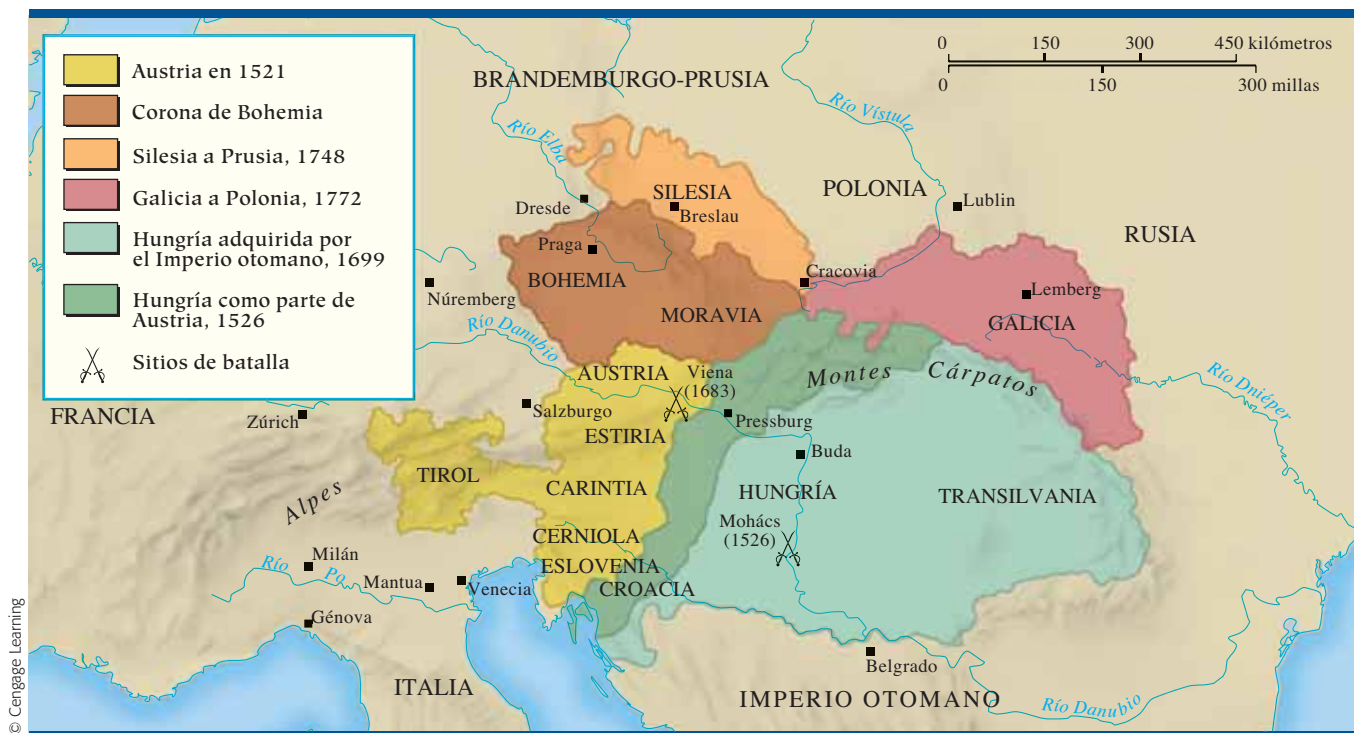 Austria en 1521
Corona de Bohemia
Silesia a Prusia, 1748
Galicia a Polonia, 1772
Hungría adquirida por
el Imperio otomano, 1699
Hungría como parte de
Austria, 1526
Sitios de batalla
0 150 300 450 kilómetros
0 150 300 millas
BRANDEMBURGO-PRUSIA
Río Vístula
Río Elba
SILESIA
POLONIA
Dresde
Breslau
Lublin
RUSIA
Praga
BOHEMIA
Cracovia
Núremberg
Lemberg
MORAVIA
GALICIA
Río Danubio
AUSTRIA
Viena
(1683)
Montes Cárpatos
Río Dniéper
FRANCIA
Zúrich
Salzburgo
Pressburg
ESTIRIA
Buda
TIROL
CARINTIA
HUNGRÍA
TRANSILVANIA
Alpes
Mohács
(1526)
CERNIOLA
Milán
ESLOVENIA
Río Po
Mantua
Venecia
CROACIA
Génova
Belgrado
ITALIA
IMPERIO OTOMANO
Río Danubio
© Cengage Learning